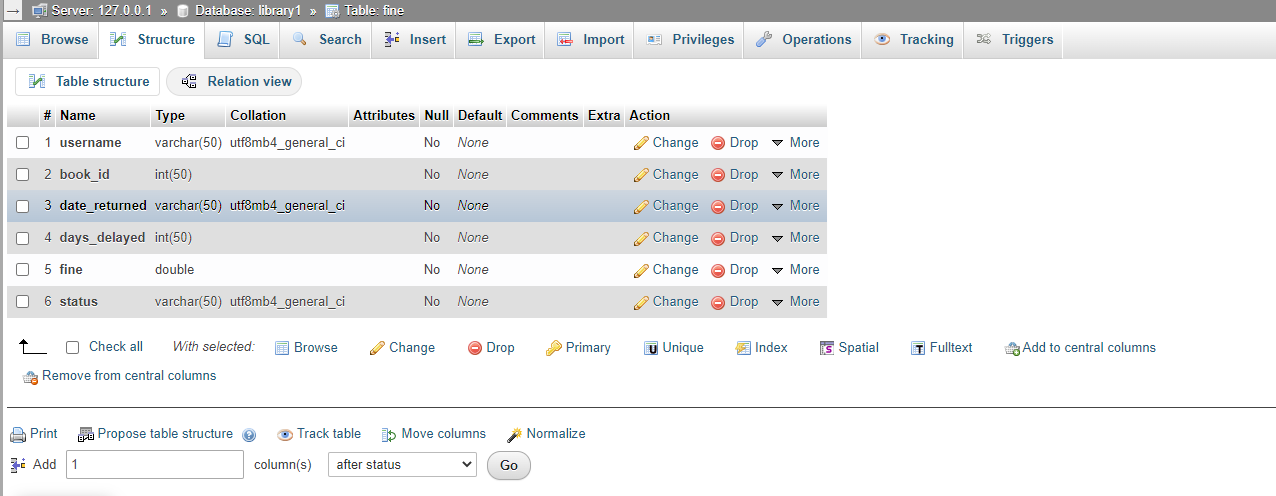 Server: 127.0.0.1 » Database: library1 » Table: fine
Browse Structure SQL Search Insert Export Import Privileges Operations Tracking Triggers
Table structure Relation view
# Name Type Collation Attributes Null Default Comments Extra Action
1 username varchar(50) utf8mb4_general_ci No None Change Drop More
2 book_id int(50) No None Change Drop More
3 date_returned varchar(50) utf8mb4_general_ci No None Change Drop More
4 days_delayed int(50) No None Change Drop More
5 fine double No None Change Drop More
6 status varchar(50) utf8mb4_general_ci No None Change Drop More
Check all With selected: Browse Change Drop Primary Unique Index Spatial Fulltext Add to central columns
Remove from central columns
Print Propose table structure Track table Move columns Normalize
Add 1 column(s) after status Go